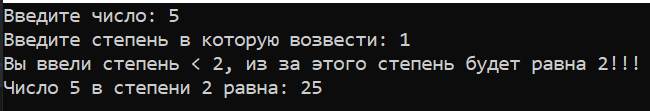 Введите число: 5
Введите степень в которую возвести: 1
Вы ввели степень < 2, из за этого степень будет равна 2!!!
Число 5 в степени 2 равна: 25